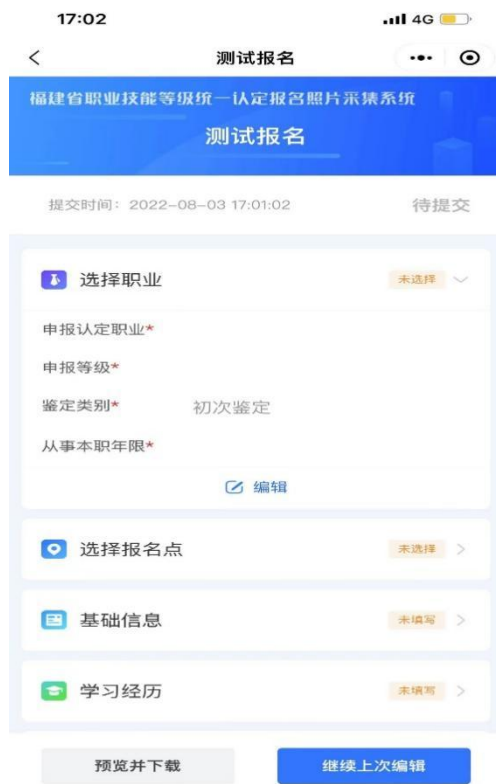 17:02 4G
测试报名
福建省职业技能等级统一认定报名照片采集系统
测试报名
提交时间：2022-08-03 17:01:02 待提交
选择职业 未选择
申报认定职业*
申报等级*
鉴定类别* 初次鉴定
从事本职年限*
编辑
选择报名点 未选择
基础信息 未填写
学习经历 未填写
预览并下载 继续上次编辑